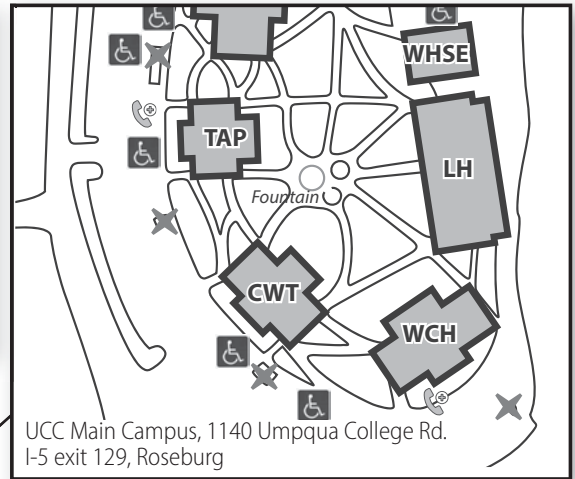 WHSE
TAP
LH
Fountain
CWT
WCH
UCC Main Campus, 1140 Umpqua College Rd.
I-5 exit 129, Roseburg